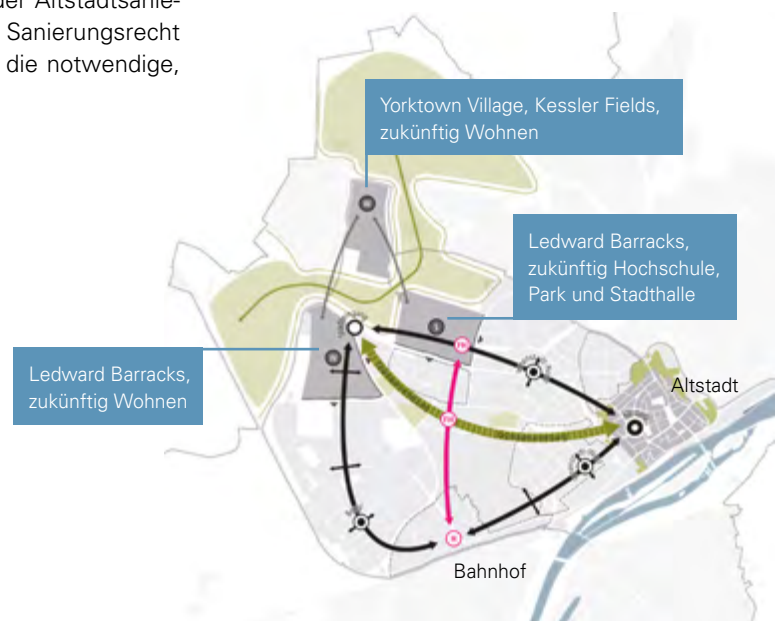 der Altstadtsanie-
Sanierungsrecht
die notwendige,
Yorktown Village, Kessler Fields,
zukünftig Wohnen
Ledward Barracks,
zukünftig Hochschule,
Park und Stadthalle
Ledward Barracks,
zukünftig Wohnen
Altstadt
Bahnhof